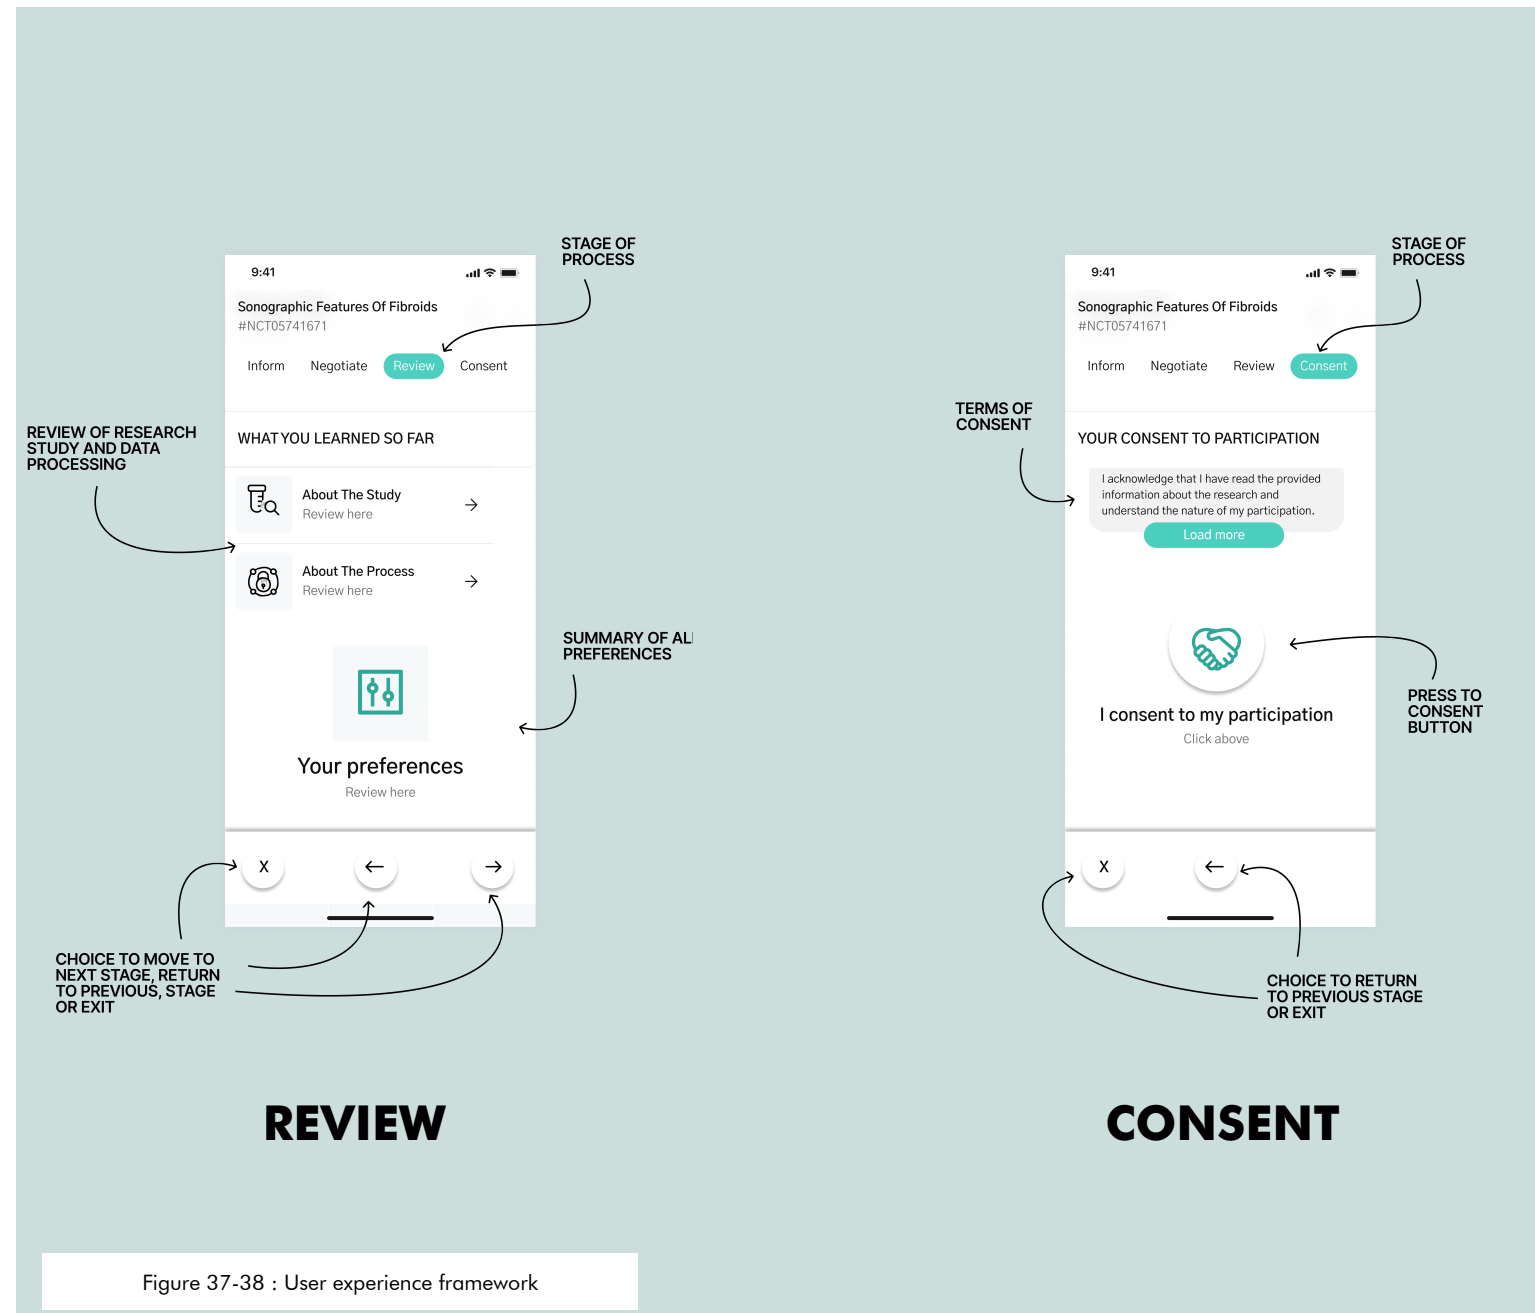 STAGE OF
PROCESS
9:41
Sonographic Features Of Fibroids
#NCT05741671
Inform Negotiate Review Consent
REVIEW OF RESEARCH
STUDY AND DATA
PROCESSING
WHAT YOU LEARNED SO FAR
About The Study
Review here
About The Process
Review here
SUMMARY OF AL
PREFERENCES
Your preferences
Review here
X
CHOICE TO MOVE TO
NEXT STAGE, RETURN
TO PREVIOUS, STAGE
OR EXIT
REVIEW
STAGE OF
PROCESS
9:41
Sonographic Features Of Fibroids
#NCT05741671
Inform Negotiate Review Consent
TERMS OF
CONSENT
YOUR CONSENT TO PARTICIPATION
I acknowledge that I have read the provided
information about the research and
understand the nature of my participation.
Load more
PRESS TO
CONSENT
BUTTON
I consent to my participation
Click above
X
CHOICE TO RETURN
TO PREVIOUS STAGE
OR EXIT
CONSENT
Figure 37-38 : User experience framework